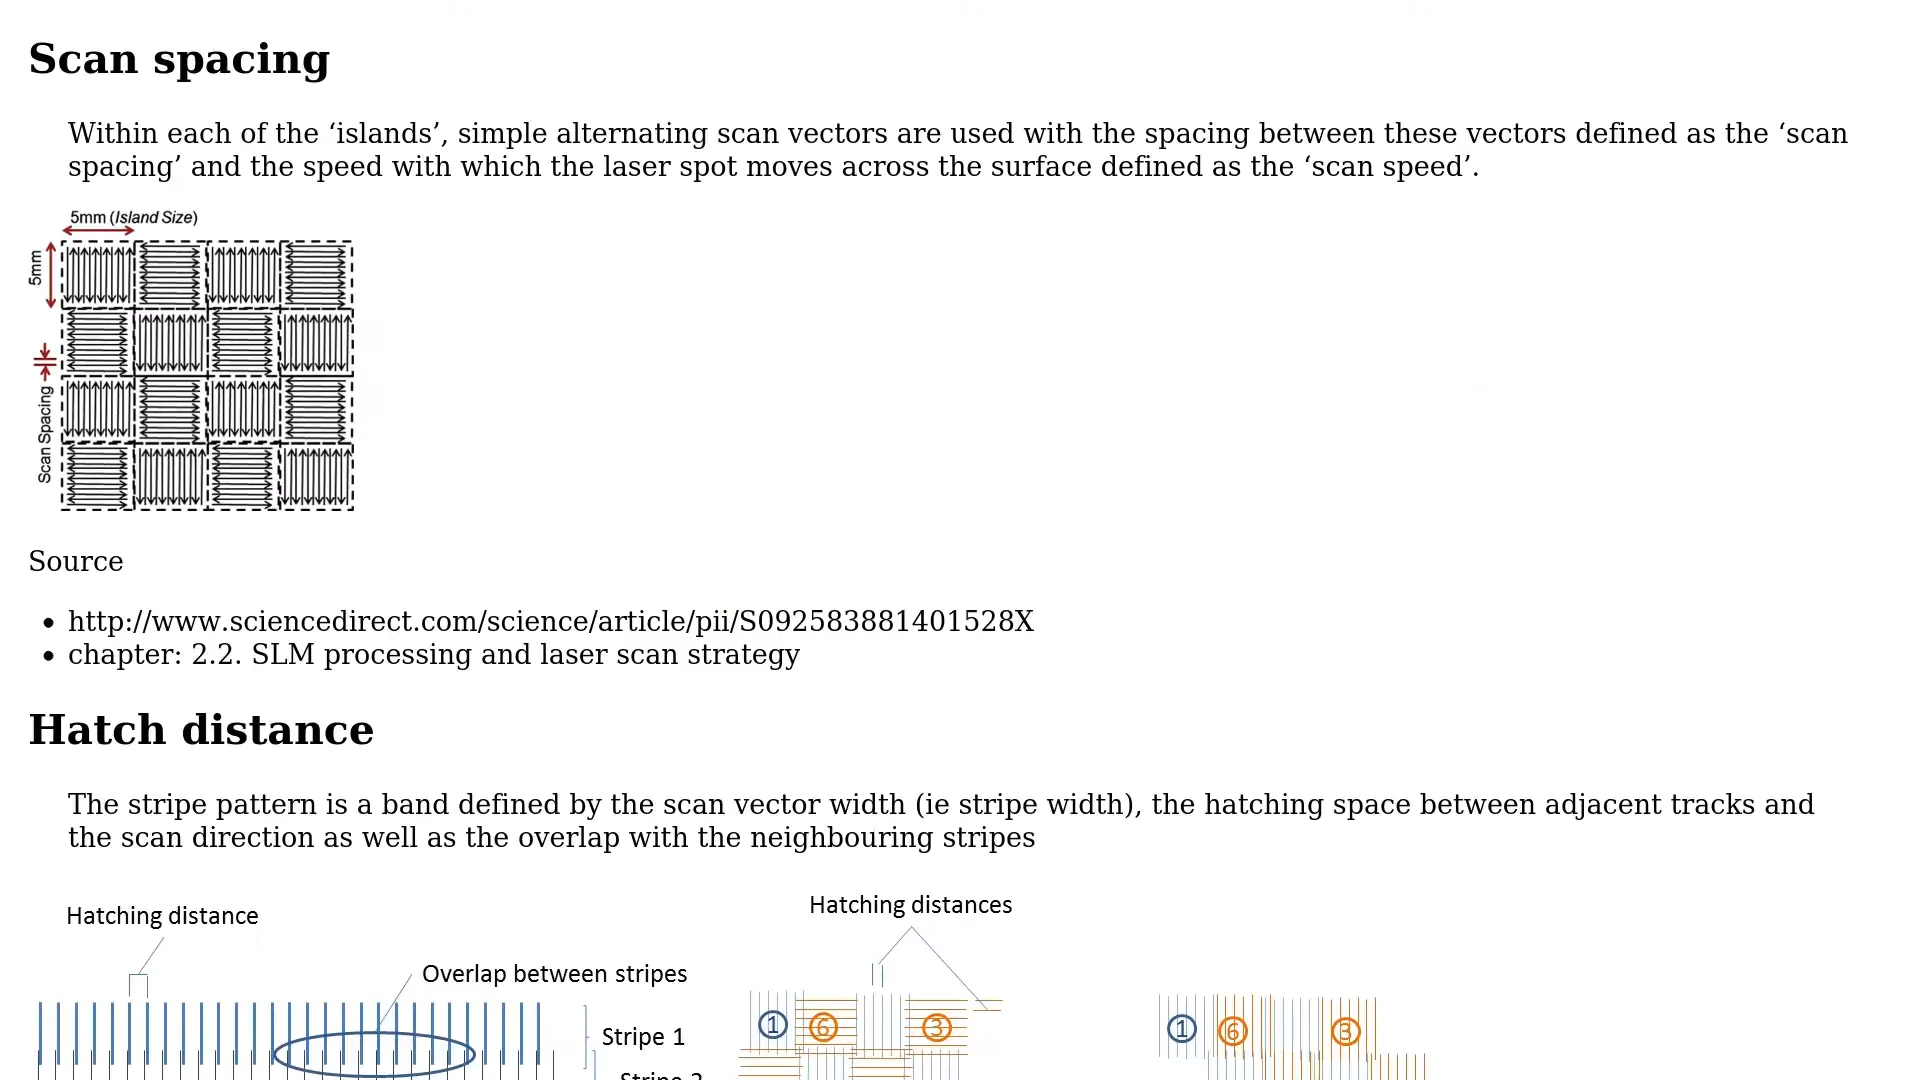 Scan spacing
Within each of the ‘islands’, simple alternating scan vectors are used with the spacing between these vectors defined as the ‘scan
spacing’ and the speed with which the laser spot moves across the surface defined as the ‘scan speed’.
5mm (Island Size)
5mm
Scan Spacing
Source
• http://www.sciencedirect.com/science/article/pii/S092583881401528X
• chapter: 2.2. SLM processing and laser scan strategy
Hatch distance
The stripe pattern is a band defined by the scan vector width (ie stripe width), the hatching space between adjacent tracks and
the scan direction as well as the overlap with the neighbouring stripes
Hatching distance
Hatching distances
Overlap between stripes
1 6 3
1 6 3
Stripe 1
Stripe 2